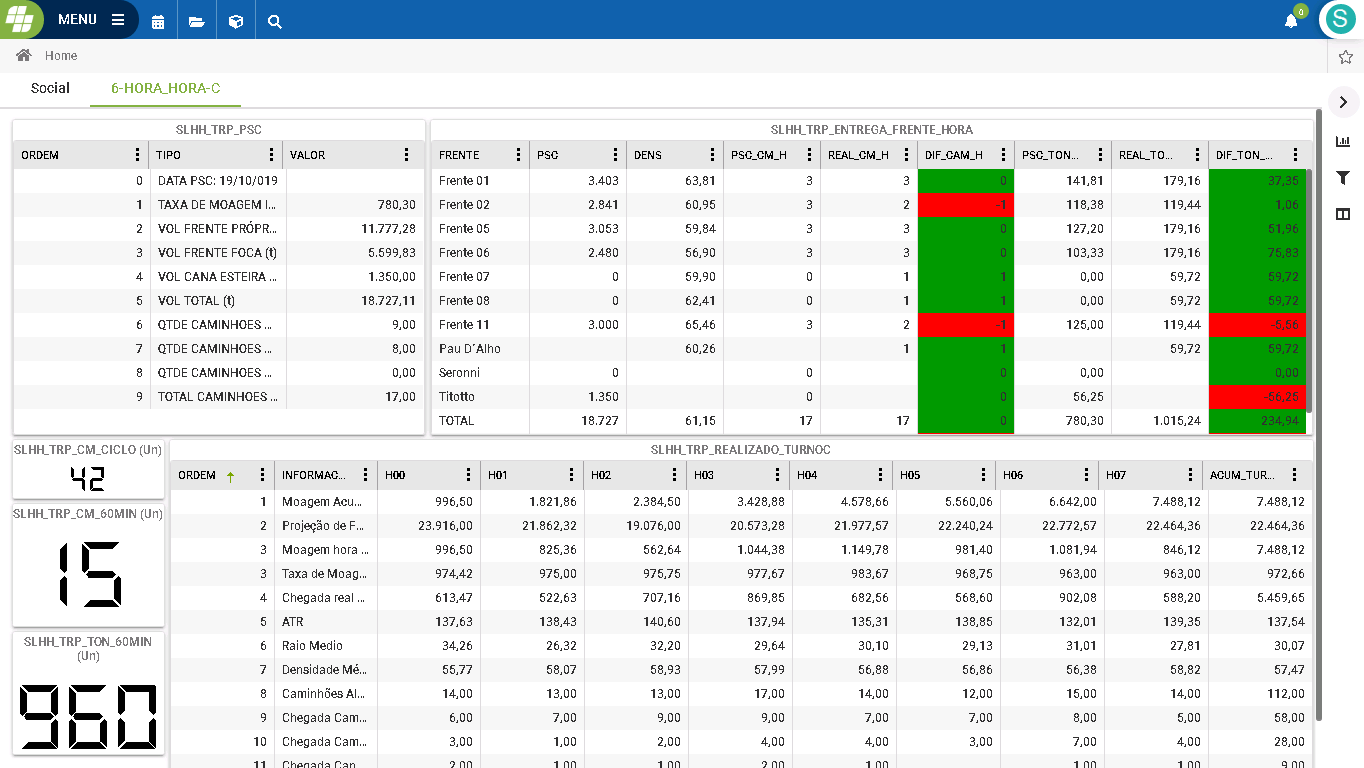 MENU
0
S
Home
Social 6-HORA_HORA-C
SLHH_TRP_PSC
ORDEM TIPO VALOR
0 DATA PSC: 19/10/019
1 TAXA DE MOAGEM I... 780,30
2 VOL FRENTE PRÓPR... 11.777,28
3 VOL FRENTE FOCA (t) 5.599,83
4 VOL CANA ESTEIRA ... 1.350,00
5 VOL TOTAL (t) 18.727,11
6 QTDE CAMINHOES ... 9,00
7 QTDE CAMINHOES ... 8,00
8 QTDE CAMINHOES ... 0,00
9 TOTAL CAMINHOES ... 17,00
SLHH_TRP_ENTREGA_FRENTE_HORA
FRENTE PSC DENS PSC_CM_H REAL_CM_H DIF_CAM_H PSC_TON... REAL_TO... DIF_TON_...
Frente 01 3.403 63,81 3 3 0 141,81 179,16 37,35
Frente 02 2.841 60,95 3 2 -1 118,38 119,44 1,06
Frente 05 3.053 59,84 3 3 0 127,20 179,16 51,96
Frente 06 2.480 56,90 3 3 0 103,33 179,16 75,83
Frente 07 0 59,90 0 1 1 0,00 59,72 59,72
Frente 08 0 62,41 0 1 1 0,00 59,72 59,72
Frente 11 3.000 65,46 3 2 -1 125,00 119,44 -5,56
Pau D´Alho 60,26 1 1 59,72 59,72
Seronni 0 0 0 0,00 0,00
Titotto 1.350 0 56,25 -56,25
TOTAL 18.727 61,15 17 17 0 780,30 1.015,24 234,94
SLHH_TRP_CM_CICLO (Un)
42
SLHH_TRP_CM_60MIN (Un)
15
SLHH_TRP_TON_60MIN
(Un)
960
SLHH_TRP_REALIZADO_TURNOC
ORDEM INFORMAC... H00 H01 H02 H03 H04 H05 H06 H07 ACUM_TUR...
1 Moagem Acu... 996,50 1.821,86 2.384,50 3.428,88 4.578,66 5.560,06 6.642,00 7.488,12 7.488,12
2 Projeção de F... 23.916,00 21.862,32 19.076,00 20.573,28 21.977,57 22.240,24 22.772,57 22.464,36 22.464,36
3 Moagem hora ... 996,50 825,36 562,64 1.044,38 1.149,78 981,40 1.081,94 846,12 7.488,12
3 Taxa de Moag... 974,42 975,00 975,75 977,67 983,67 968,75 963,00 963,00 972,66
4 Chegada real ... 613,47 522,63 707,16 869,85 682,56 568,60 902,08 588,20 5.459,65
5 ATR 137,63 138,43 140,60 137,94 135,31 138,85 132,01 139,35 137,54
6 Raio Medio 34,26 26,32 32,20 29,64 30,10 29,13 31,01 27,81 30,07
7 Densidade Mé... 55,77 58,07 58,93 57,99 56,88 56,86 56,38 58,82 57,47
8 Caminhões Al... 14,00 13,00 13,00 17,00 14,00 12,00 15,00 14,00 112,00
9 Chegada Cam... 6,00 7,00 9,00 9,00 7,00 7,00 8,00 5,00 58,00
10 Chegada Cam... 3,00 1,00 2,00 4,00 4,00 3,00 7,00 4,00 28,00
11 Chegada Can... 2,00 1,00 1,00 2,00 1,00 1,00 1,00 9,00